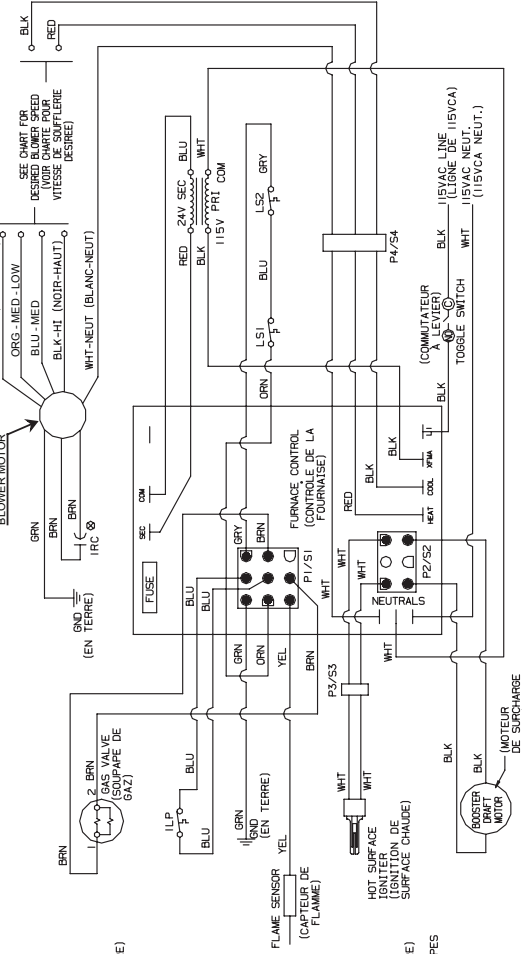 BLK
RED
SEE CHART FOR
DESIRED BLOWER SPEED
(VOIR CHARTE POUR
VITESSE DE SOUFFLERIE
DESIREE)
ORG - MED - LOW
BLU - MED
BLK-HI (NOIR-HAUT)
WHT-NEUT (BLANC-NEUT)
BLOWER MOTOR
GRN
BRN
BRN
1RC
GND
(EN TERRE)
BLU
WHT
24V SEC
115V PRI
COM
RED
BLK
GRY
LS2
BLU
LS1
ORN
P4/S4
115VAC LINE
(LIGNE DE 115VCA)
115VAC NEUT.
(115VCA NEUT.)
BLK
WHT
(COMMUTATEUR
À LEVIER)
TOGGLE SWITCH
C
BLK
COM
SEC
FUSE
BLU
BLU
GRY
BRN
P1/S1
FURNACE CONTROL
(CONTRÔLE DE LA
FOURNAISE)
BLK
BLK
RED
L1
XFMR
COOL
HEAT
WHT
WHT
WHT
P2/S2
NEUTRALS
GRN
ORN
YEL
BRN
WHT
P3/S3
BRN
1
2
BRN
GAS VALVE
(SOUPAPE DE
GAZ)
BLU
1LP
BLU
GRN
GND
(EN TERRE)
YEL
FLAME SENSOR
(CAPTEUR DE
FLAMME)
WHT
WHT
HOT SURFACE
IGNITER
(IGNITION DE
SURFACE CHAUDE)
BLK
BLK
BOOSTER
DRAFT
MOTOR
(MOTEUR
DE SURCHARGE
E)
E)
PES